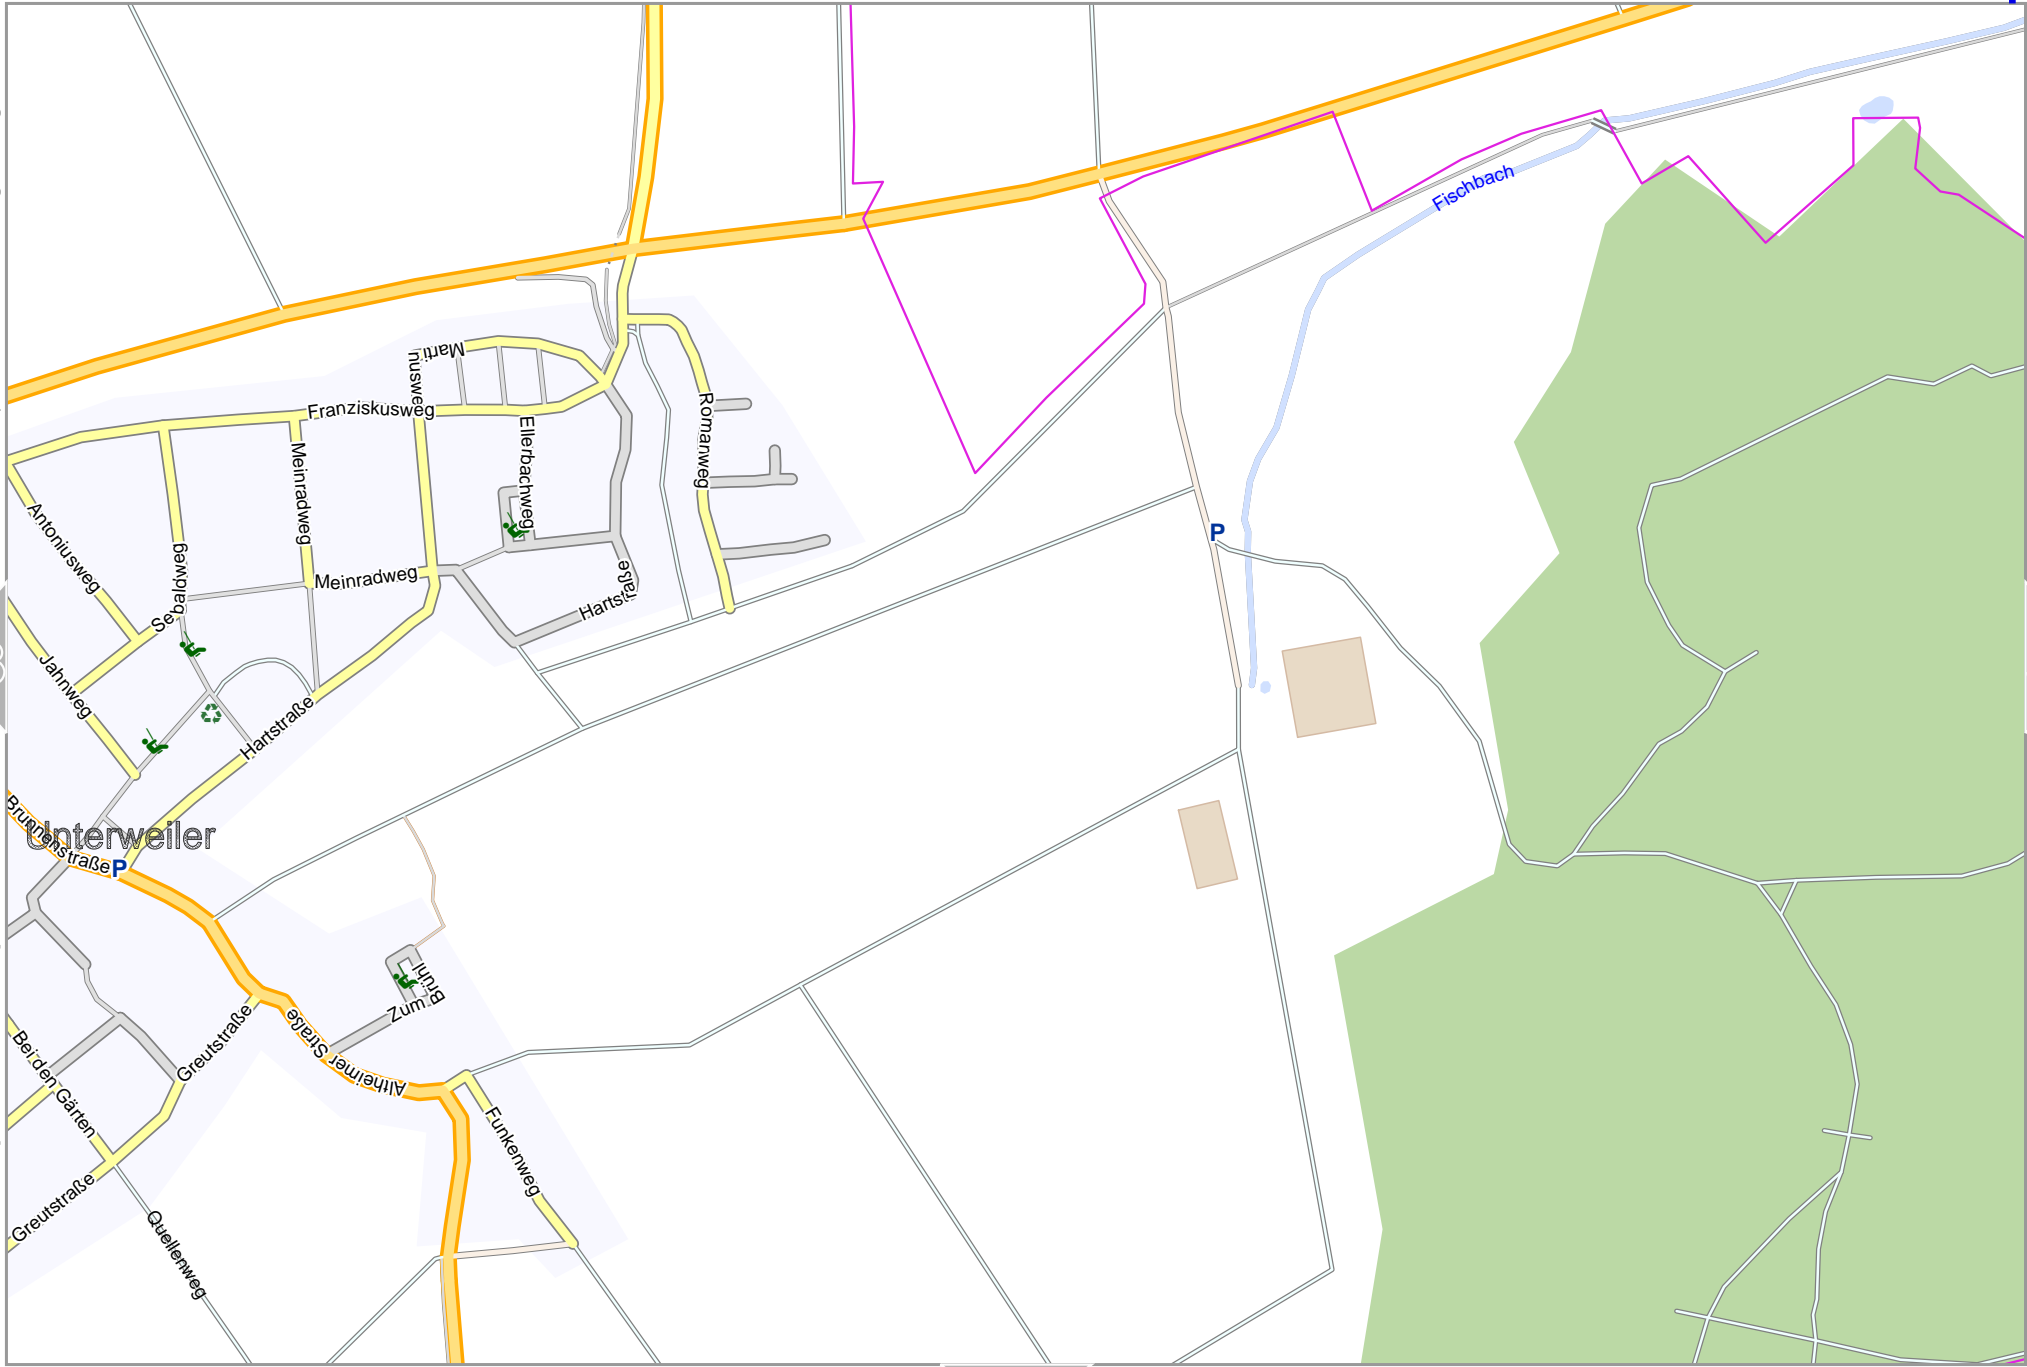 Fischbach
Martinusweg
Franziskusweg
Romanweg
Ellerbachweg
Meinradweg
Antoniusweg
P
Sebaldweg
Meinradweg
Hartstraße
Jahnweg
Hartstraße
Brunnenstraße
Unterweiler
P
Zum Brühl
Greutstraße
Altheimer Straße
Bei den Gärten
Funkenweg
Greutstraße
Quellenweg